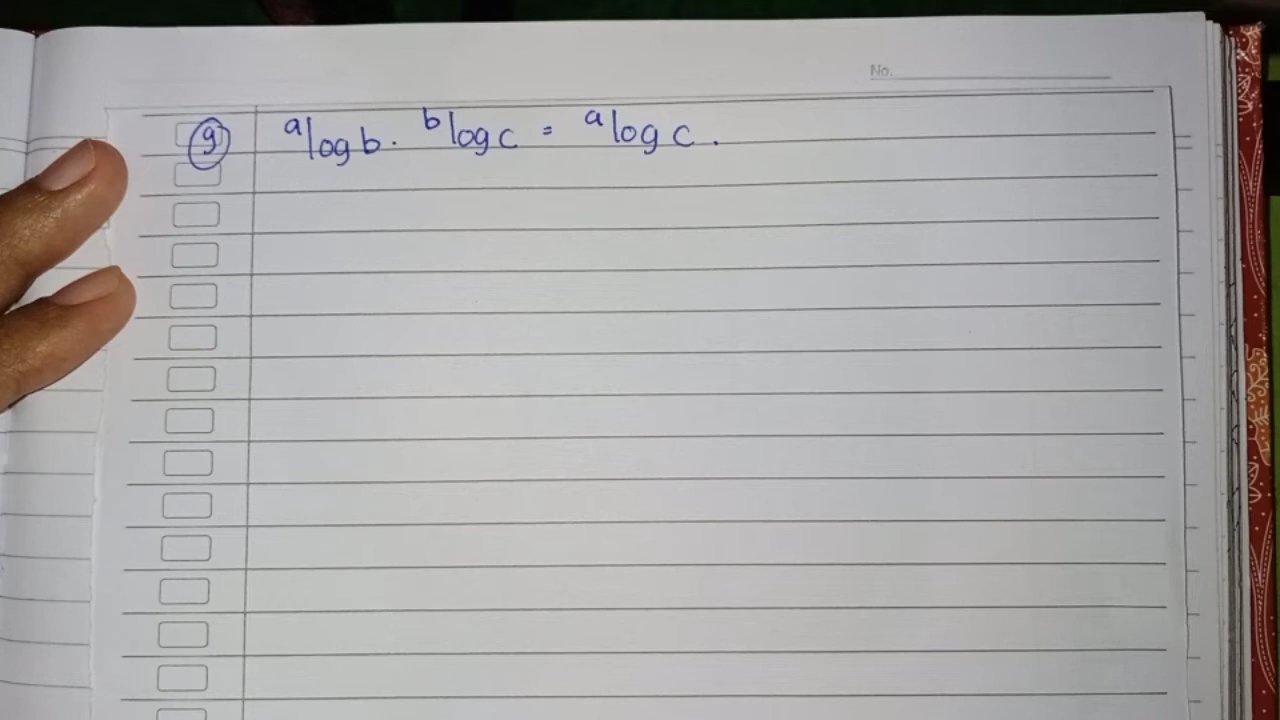 No.
9 ᵃlog b . ᵇlog c = ᵃlog c .